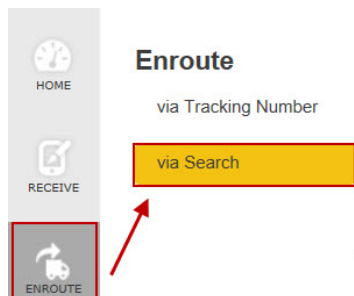 HOME
RECEIVE
ENROUTE
Enroute
via Tracking Number
via Search